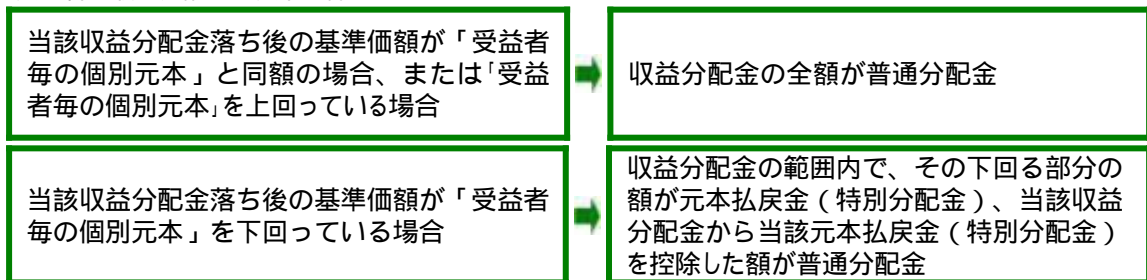 当該収益分配金落ち後の基準価額が「受益者
毎の個別元本」と同額の場合、または「受益
者毎の個別元本」を上回っている場合
収益分配金の全額が普通分配金
当該収益分配金落ち後の基準価額が「受益者
毎の個別元本」を下回っている場合
収益分配金の範囲内で、その下回る部分の
額が元本払戻金(特別分配金)、当該収益
分配金から当該元本払戻金(特別分配金)
を控除した額が普通分配金